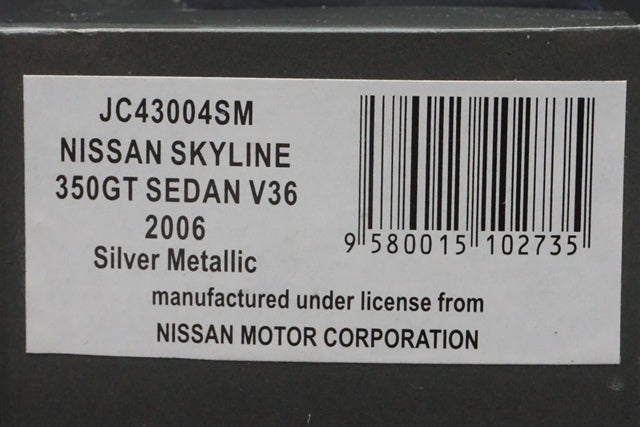 JC43004SM
NISSAN SKYLINE
350GT SEDAN V36
2006
Silver Metallic
9 580015 102735
manufactured under license from
NISSAN MOTOR CORPORATION